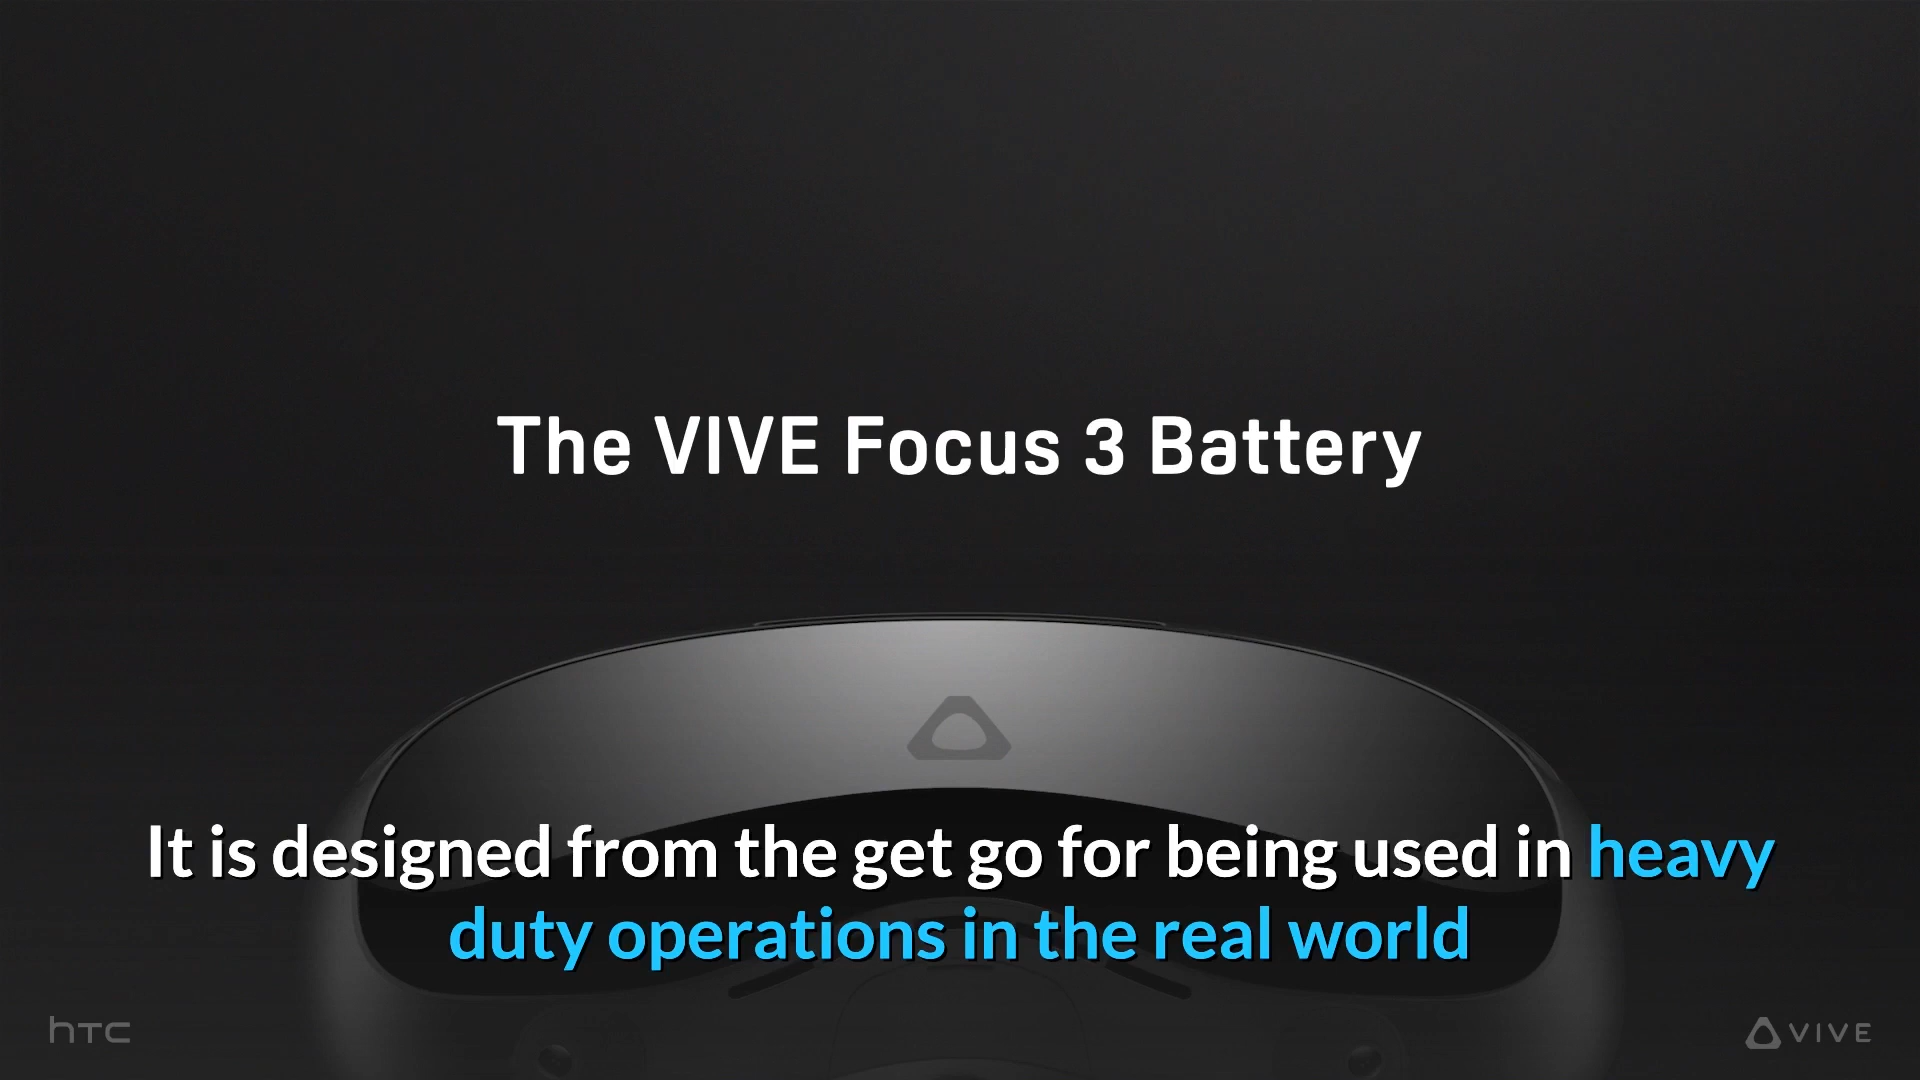 The VIVE Focus 3 Battery
It is designed from the get go for being used in heavy
duty operations in the real world
hTC
VIVE